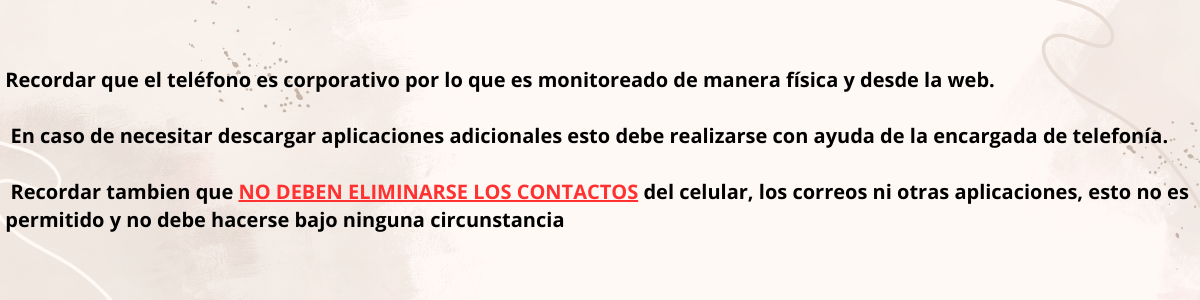 Recordar que el teléfono es corporativo por lo que es monitoreado de manera física y desde la web.
En caso de necesitar descargar aplicaciones adicionales esto debe realizarse con ayuda de la encargada de telefonía.
Recordar tambien que NO DEBEN ELIMINARSE LOS CONTACTOS del celular, los correos ni otras aplicaciones, esto no es
permitido y no debe hacerse bajo ninguna circunstancia